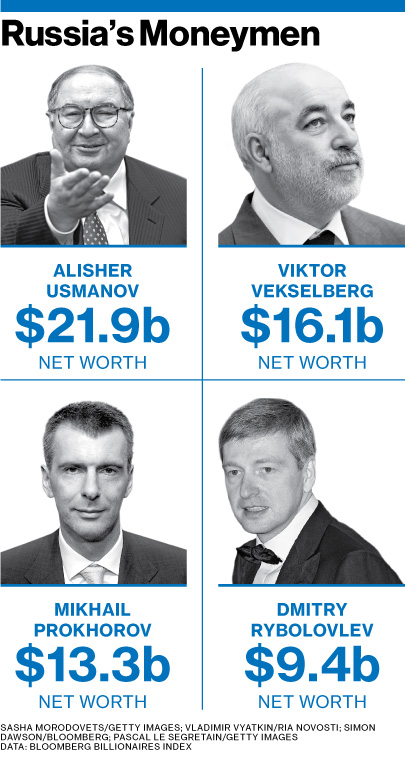 Russia's Moneymen
ALISHER
USMANOV
$21.9b
NET WORTH
VIKTOR
VEKSELBERG
$16.1b
NET WORTH
MIKHAIL
PROKHOROV
$13.3b
NET WORTH
DMITRY
RYBOLOVLEV
$9.4b
NET WORTH
SASHA MORODOVETS/GETTY IMAGES; VLADIMIR VYATKIN/RIA NOVOSTI; SIMON
DAWSON/BLOOMBERG; PASCAL LE SEGRETAIN/GETTY IMAGES
DATA: BLOOMBERG BILLIONAIRES INDEX